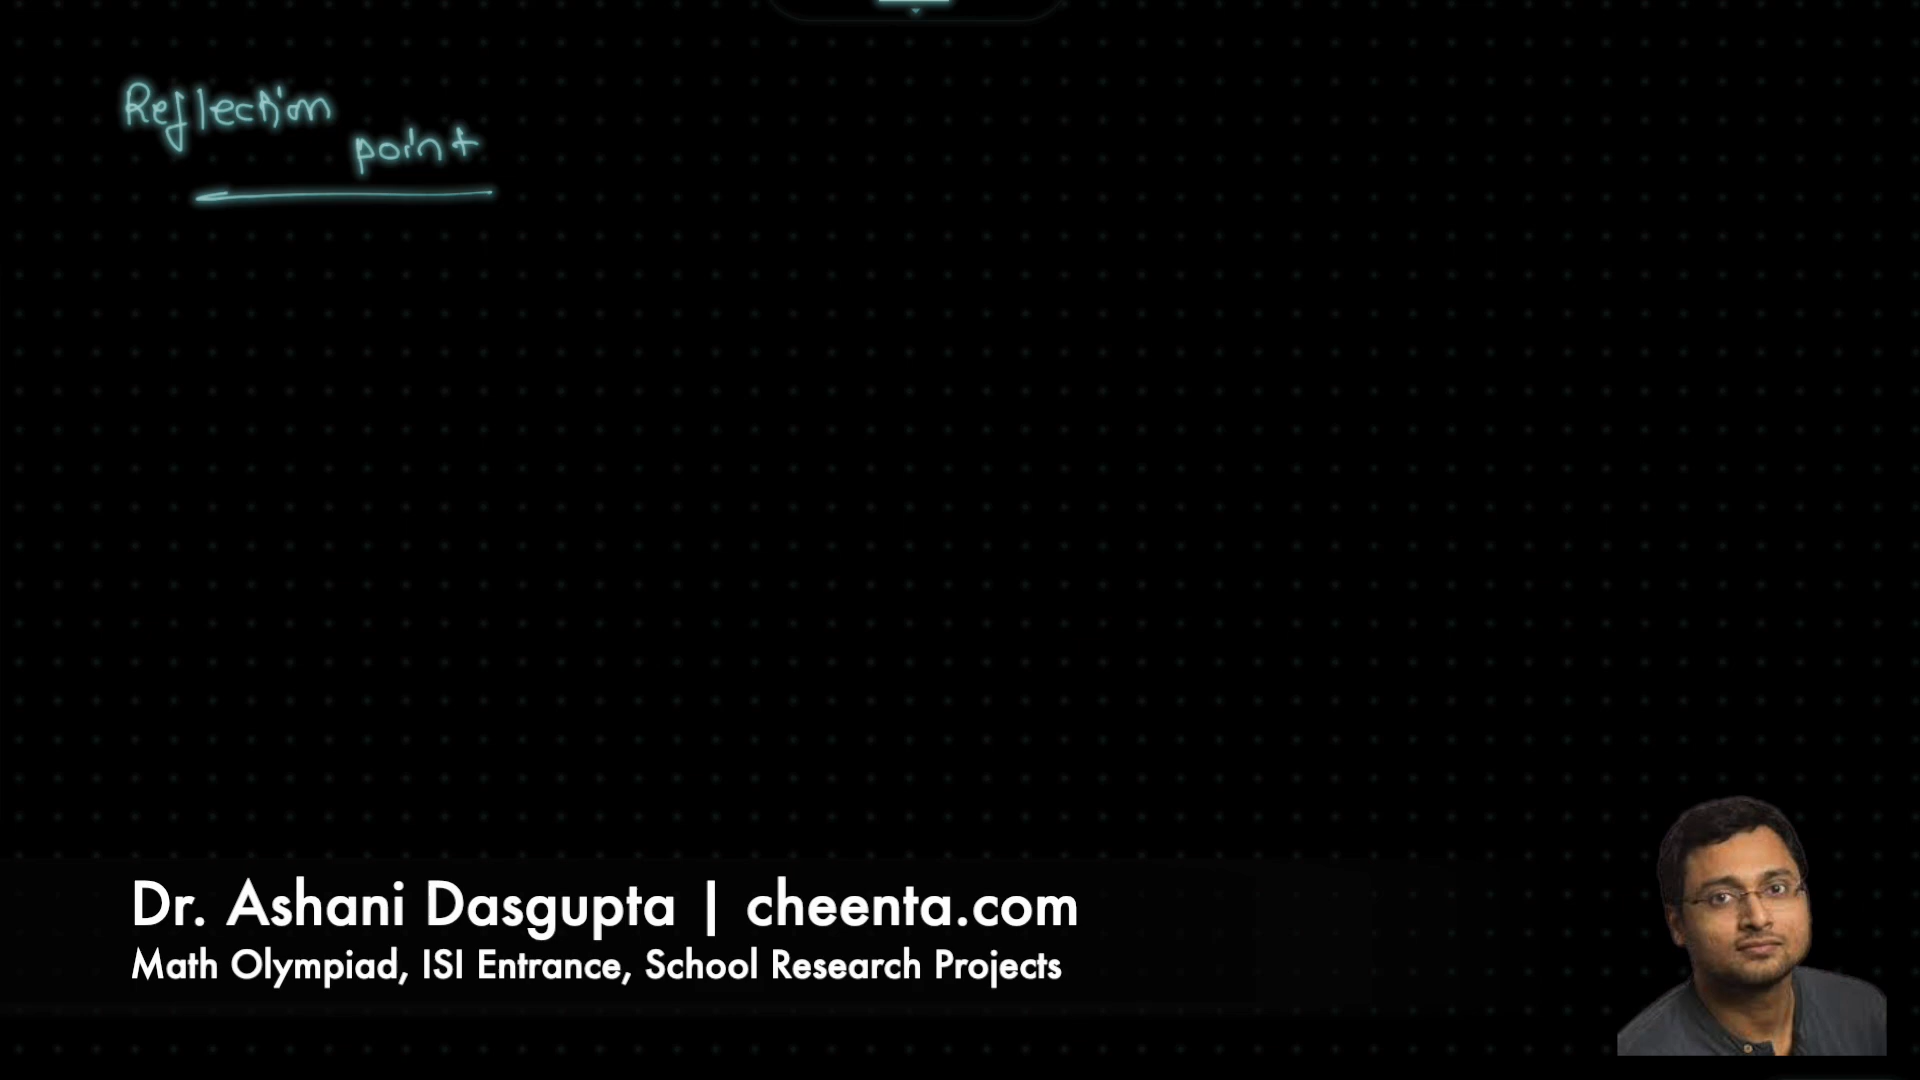 Reflection
point
Dr. Ashani Dasgupta | cheenta.com
Math Olympiad, ISI Entrance, School Research Projects